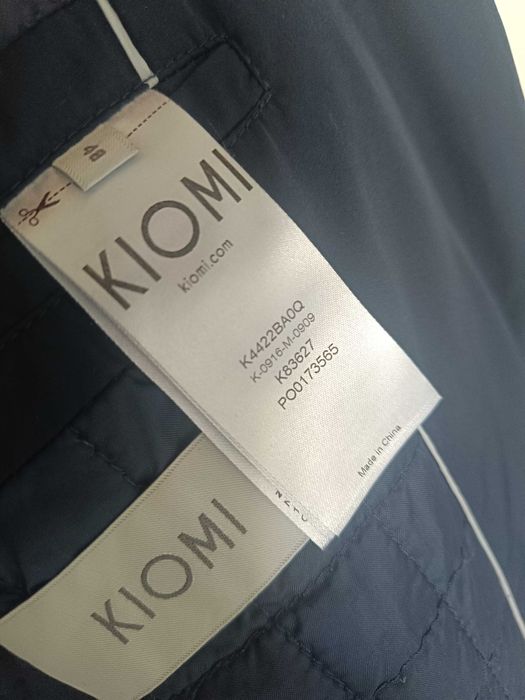 48
KIOMI
kiomi.com
K4422BA0Q
K-0916-M-0909
K83627
PO0173565
Made in China
KIOMI